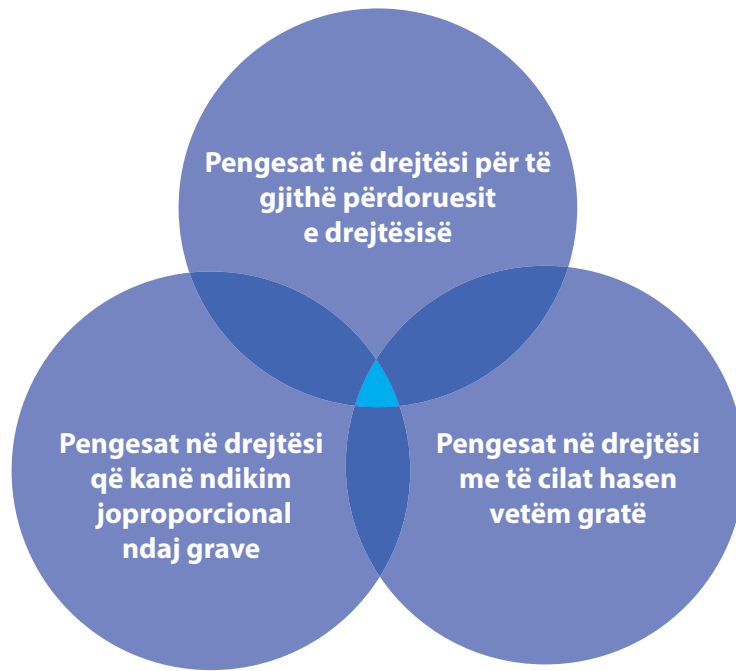 Pengesat në drejtësi për të
gjithë përdoruesit
e drejtësisë
Pengesat në drejtësi
që kanë ndikim
joproporcional
ndaj grave
Pengesat në drejtësi
me të cilat hasen
vetëm gratë